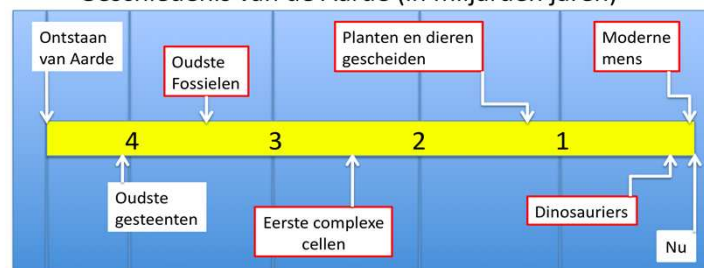 Geschiedenis van de Aarde (in miljarden jaren)
Ontstaan
van Aarde
Oudste
Fossielen
Planten en dieren
gescheiden
Moderne
mens
4 3 2 1
Oudste
gesteenten
Eerste complexe
cellen
Dinosauriers
Nu